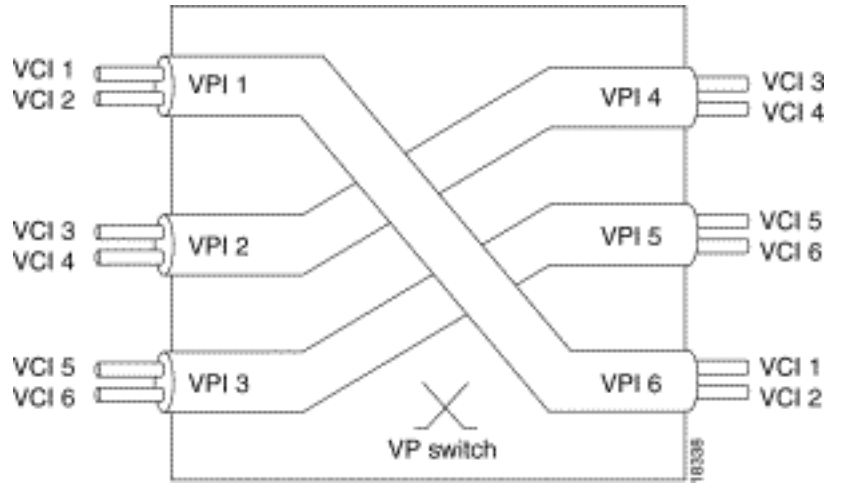 VCI 1
VCI 2
VPI 1
VPI 4
VCI 3
VCI 4
VCI 3
VCI 4
VPI 2
VPI 5
VCI 5
VCI 6
VCI 5
VCI 6
VPI 3
VPI 6
VCI 1
VCI 2
VP switch
18338